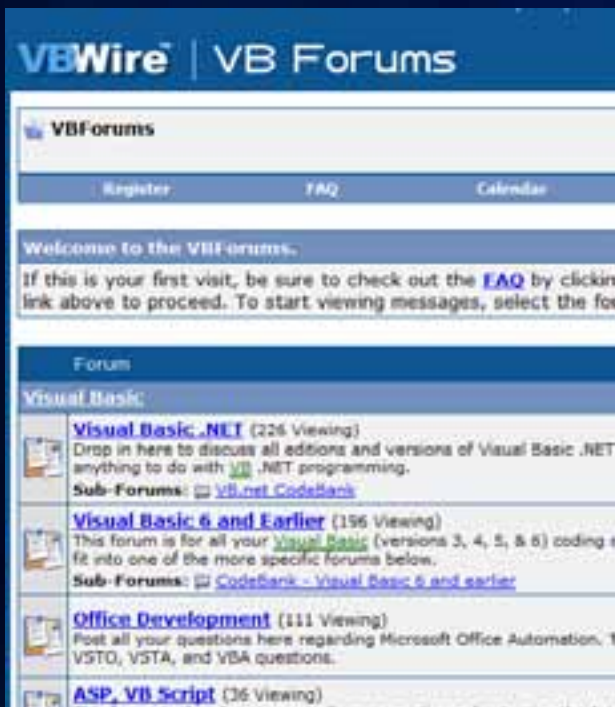 VBWire | VB Forums
VBForums
Register FAQ Calendar
Welcome to the VBForums.
If this is your first visit, be sure to check out the FAQ by clickin
link above to proceed. To start viewing messages, select the fo
Forum
Visual Basic
Visual Basic .NET (226 Viewing)
Drop in here to discuss all editions and versions of Visual Basic .NET
anything to do with VB .NET programming.
Sub-Forums: VB.net CodeBank
Visual Basic 6 and Earlier (196 Viewing)
This forum is for all your Visual Basic (versions 3, 4, 5, & 6) coding
fit into one of the more specific forums below.
Sub-Forums: CodeBank - Visual Basic 6 and earlier
Office Development (111 Viewing)
Post all your questions here regarding Microsoft Office Automation.
VSTO, VSTA, and VBA questions.
ASP, VB Script (36 Viewing)